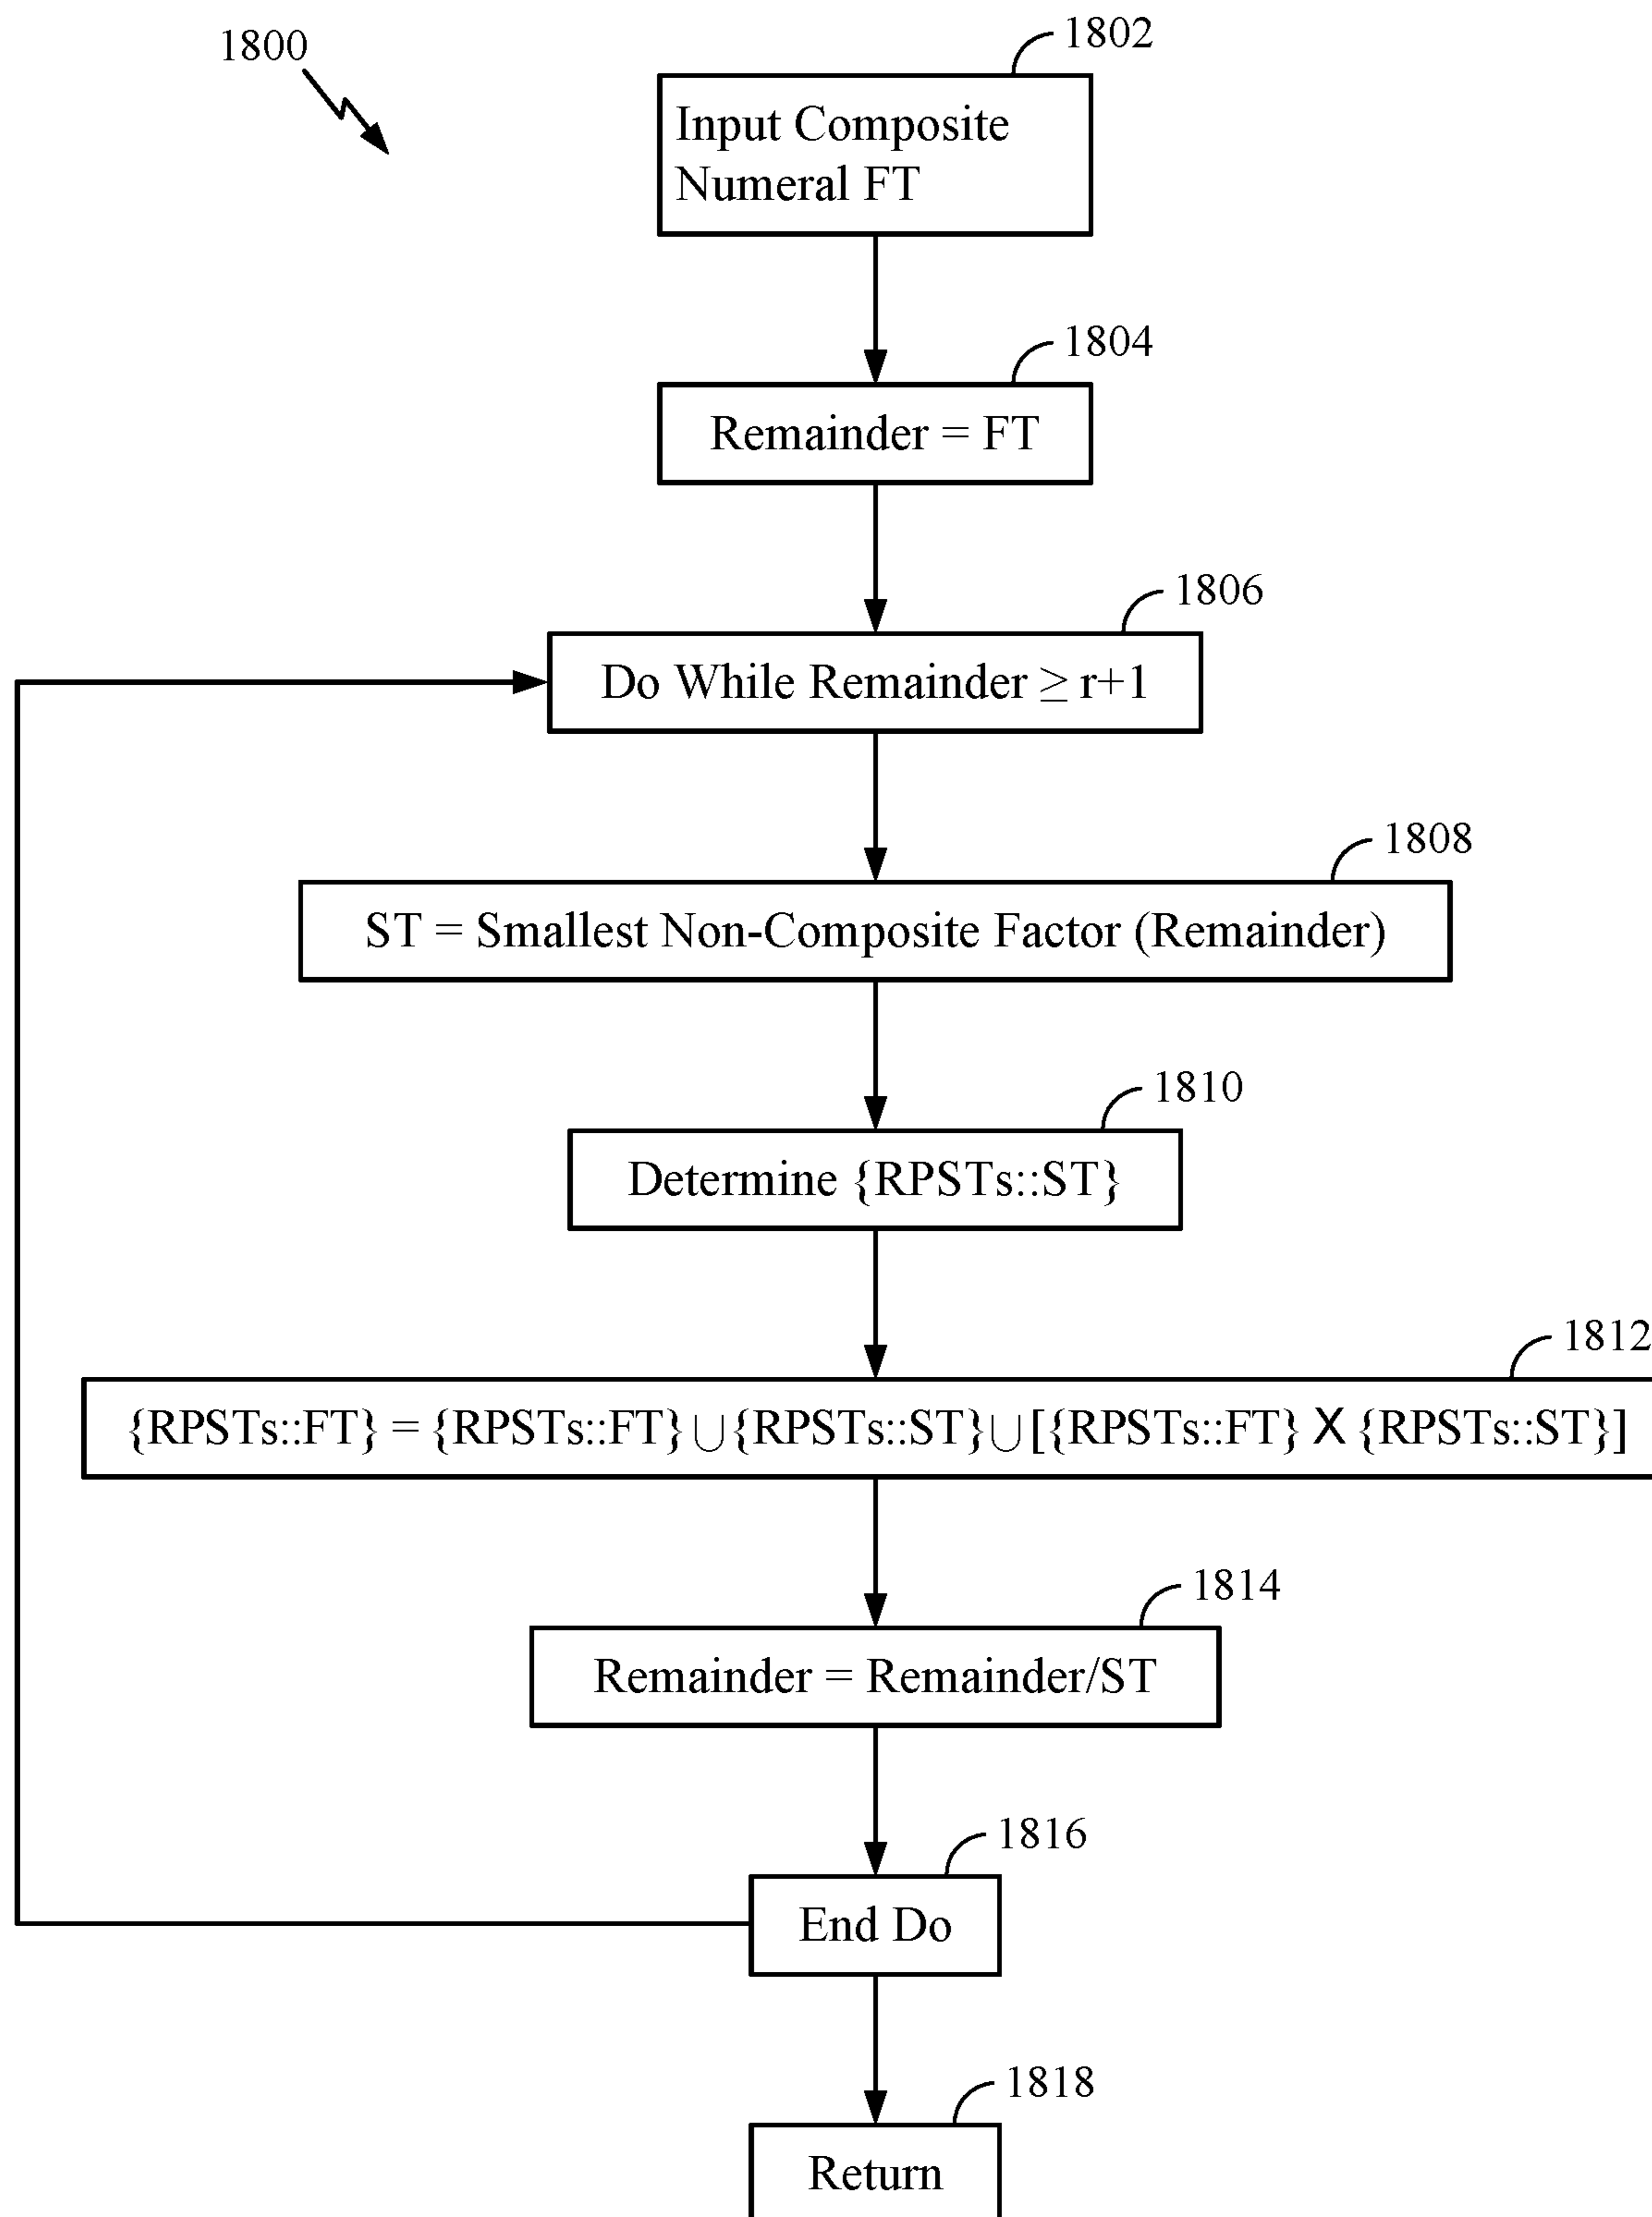 1800
1802
Input Composite
Numeral FT
1804
Remainder = FT
1806
Do While Remainder ≥ r+1
1808
ST = Smallest Non-Composite Factor (Remainder)
1810
Determine {RPSTs::ST}
1812
{RPSTs::FT} = {RPSTs::FT} ∪ {RPSTs::ST} ∪ [{RPSTs::FT} X {RPSTs::ST}]
1814
Remainder = Remainder/ST
1816
End Do
1818
Return